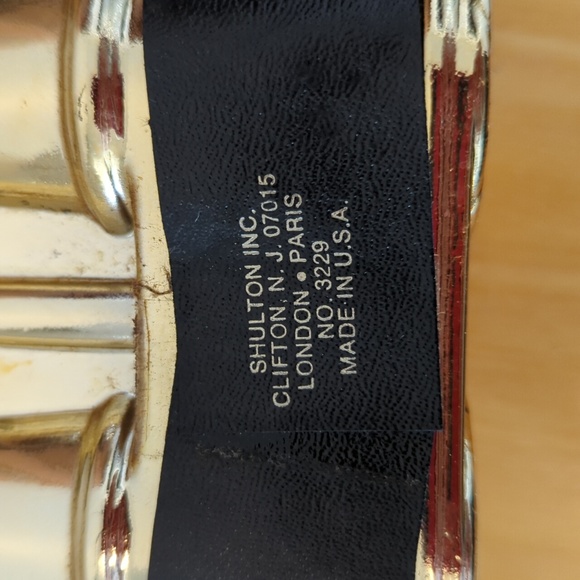 SHULTON INC.
CLIFTON, N. J. 07015
LONDON • PARIS
NO. 3229
MADE IN U.S.A.